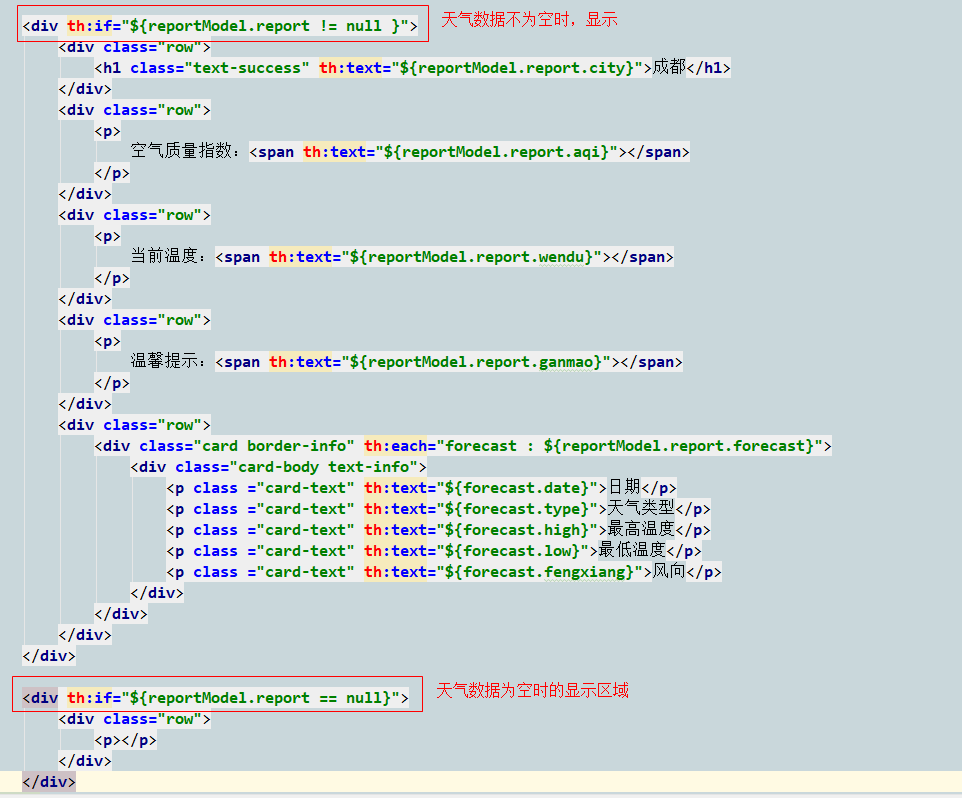 <div th:if="${reportModel.report != null }"> 天气数据不为空时，显示
<div class="row">
<h1 class="text-success" th:text="${reportModel.report.city}">成都</h1>
</div>
<div class="row">
<p>
空气质量指数：<span th:text="${reportModel.report.aqi}"></span>
</p>
</div>
<div class="row">
<p>
当前温度：<span th:text="${reportModel.report.wendu}"></span>
</p>
</div>
<div class="row">
<p>
温馨提示：<span th:text="${reportModel.report.ganmao}"></span>
</p>
</div>
<div class="row">
<div class="card border-info" th:each="forecast : ${reportModel.report.forecast}">
<div class="card-body text-info">
<p class ="card-text" th:text="${forecast.date}">日期</p>
<p class ="card-text" th:text="${forecast.type}">天气类型</p>
<p class ="card-text" th:text="${forecast.high}">最高温度</p>
<p class ="card-text" th:text="${forecast.low}">最低温度</p>
<p class ="card-text" th:text="${forecast.fengxiang}">风向</p>
</div>
</div>
</div>
</div>
<div th:if="${reportModel.report == null}"> 天气数据为空时的显示区域
<div class="row">
<p></p>
</div>
</div>